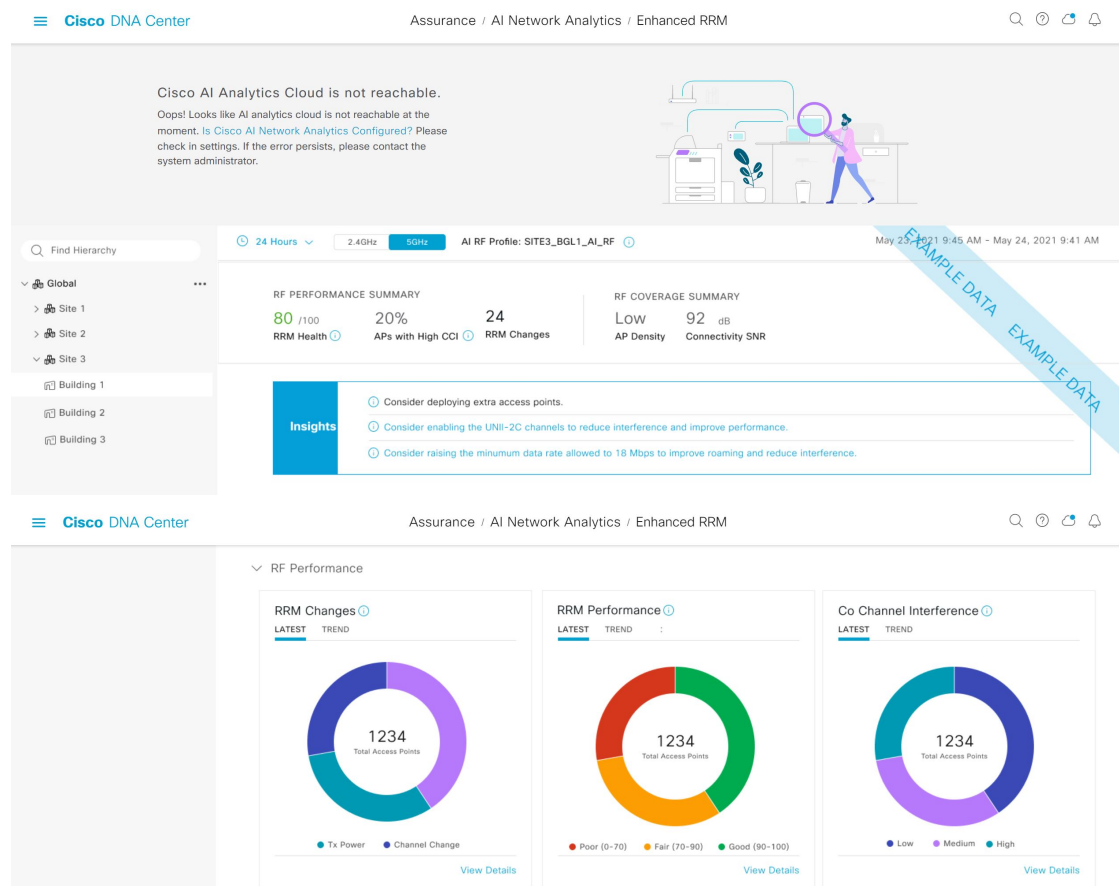 Cisco DNA Center
Assurance / AI Network Analytics / Enhanced RRM
Cisco AI Analytics Cloud is not reachable.
Oops! Looks like AI analytics cloud is not reachable at the
moment. Is Cisco AI Network Analytics Configured? Please
check in settings. If the error persists, please contact the
system administrator.
Find Hierarchy
Global
Site 1
Site 2
Site 3
Building 1
Building 2
Building 3
24 Hours
2.4GHz
5GHz
AI RF Profile: SITE3_BGL1_AI_RF
May 23, 2021 9:45 AM - May 24, 2021 9:41 AM
EXAMPLE DATA EXAMPLE DATA
RF PERFORMANCE SUMMARY
80 /100
RRM Health
20%
APs with High CCI
24
RRM Changes
RF COVERAGE SUMMARY
Low
AP Density
92 dB
Connectivity SNR
Insights
Consider deploying extra access points.
Consider enabling the UNII-2C channels to reduce interference and improve performance.
Consider raising the minumum data rate allowed to 18 Mbps to improve roaming and reduce interference.
Cisco DNA Center
Assurance / AI Network Analytics / Enhanced RRM
RF Performance
RRM Changes
LATEST TREND
1234
Total Access Points
Tx Power
Channel Change
View Details
RRM Performance
LATEST TREND :
1234
Total Access Points
Poor (0-70)
Fair (70-90)
Good (90-100)
View Details
Co Channel Interference
LATEST TREND
1234
Total Access Points
Low
Medium
High
View Details